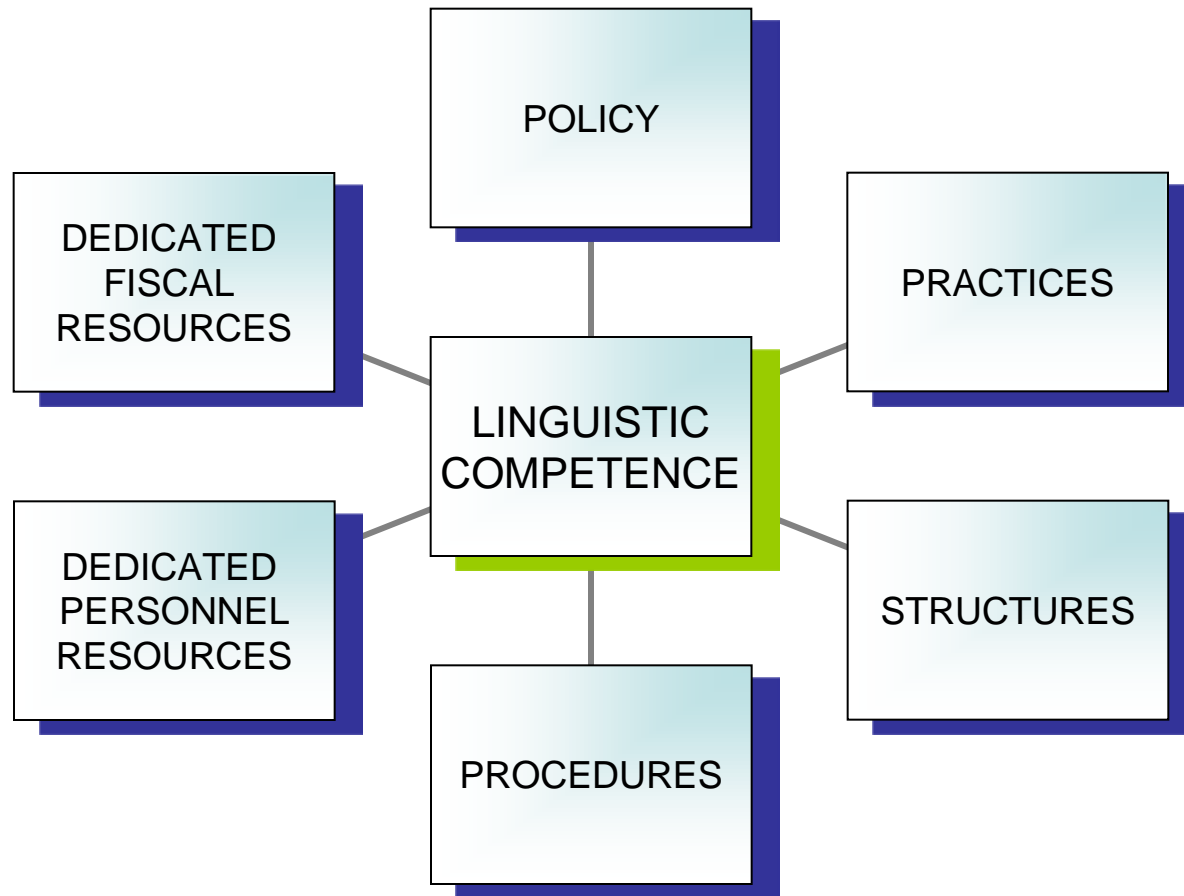 POLICY
DEDICATED
FISCAL
RESOURCES
PRACTICES
LINGUISTIC
COMPETENCE
DEDICATED
PERSONNEL
RESOURCES
STRUCTURES
PROCEDURES